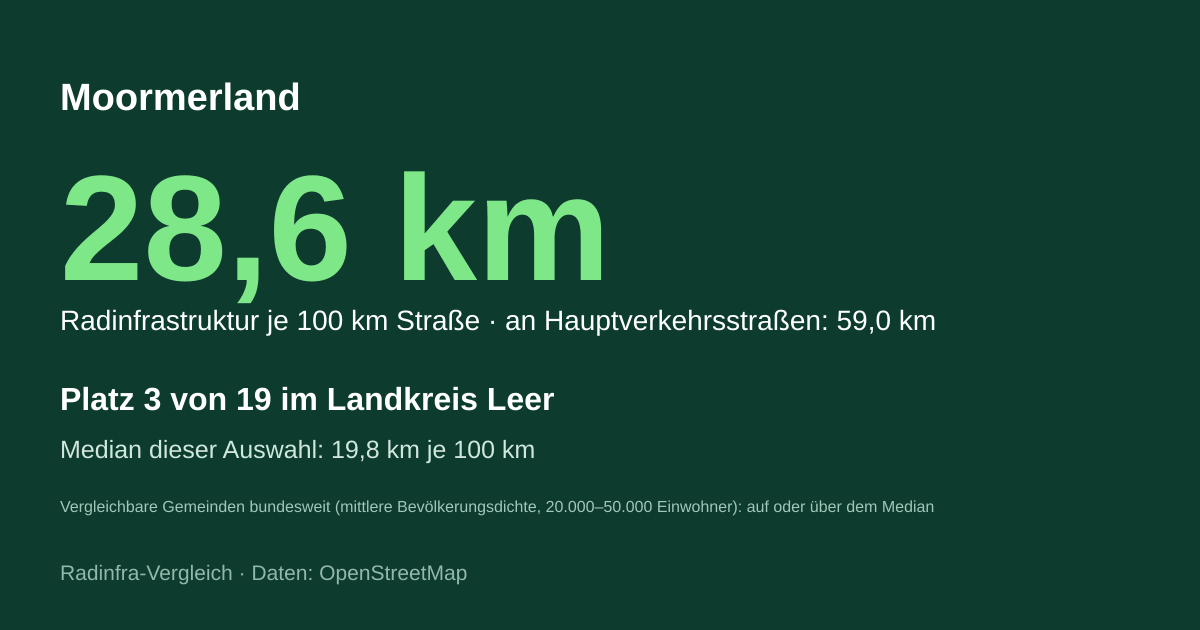 Moormerland
28,6 km
Radinfrastruktur je 100 km Straße · an Hauptverkehrsstraßen: 59,0 km
Platz 3 von 19 im Landkreis Leer
Median dieser Auswahl: 19,8 km je 100 km
Vergleichbare Gemeinden bundesweit (mittlere Bevölkerungsdichte, 20.000–50.000 Einwohner): auf oder über dem Median
Radinfra-Vergleich · Daten: OpenStreetMap